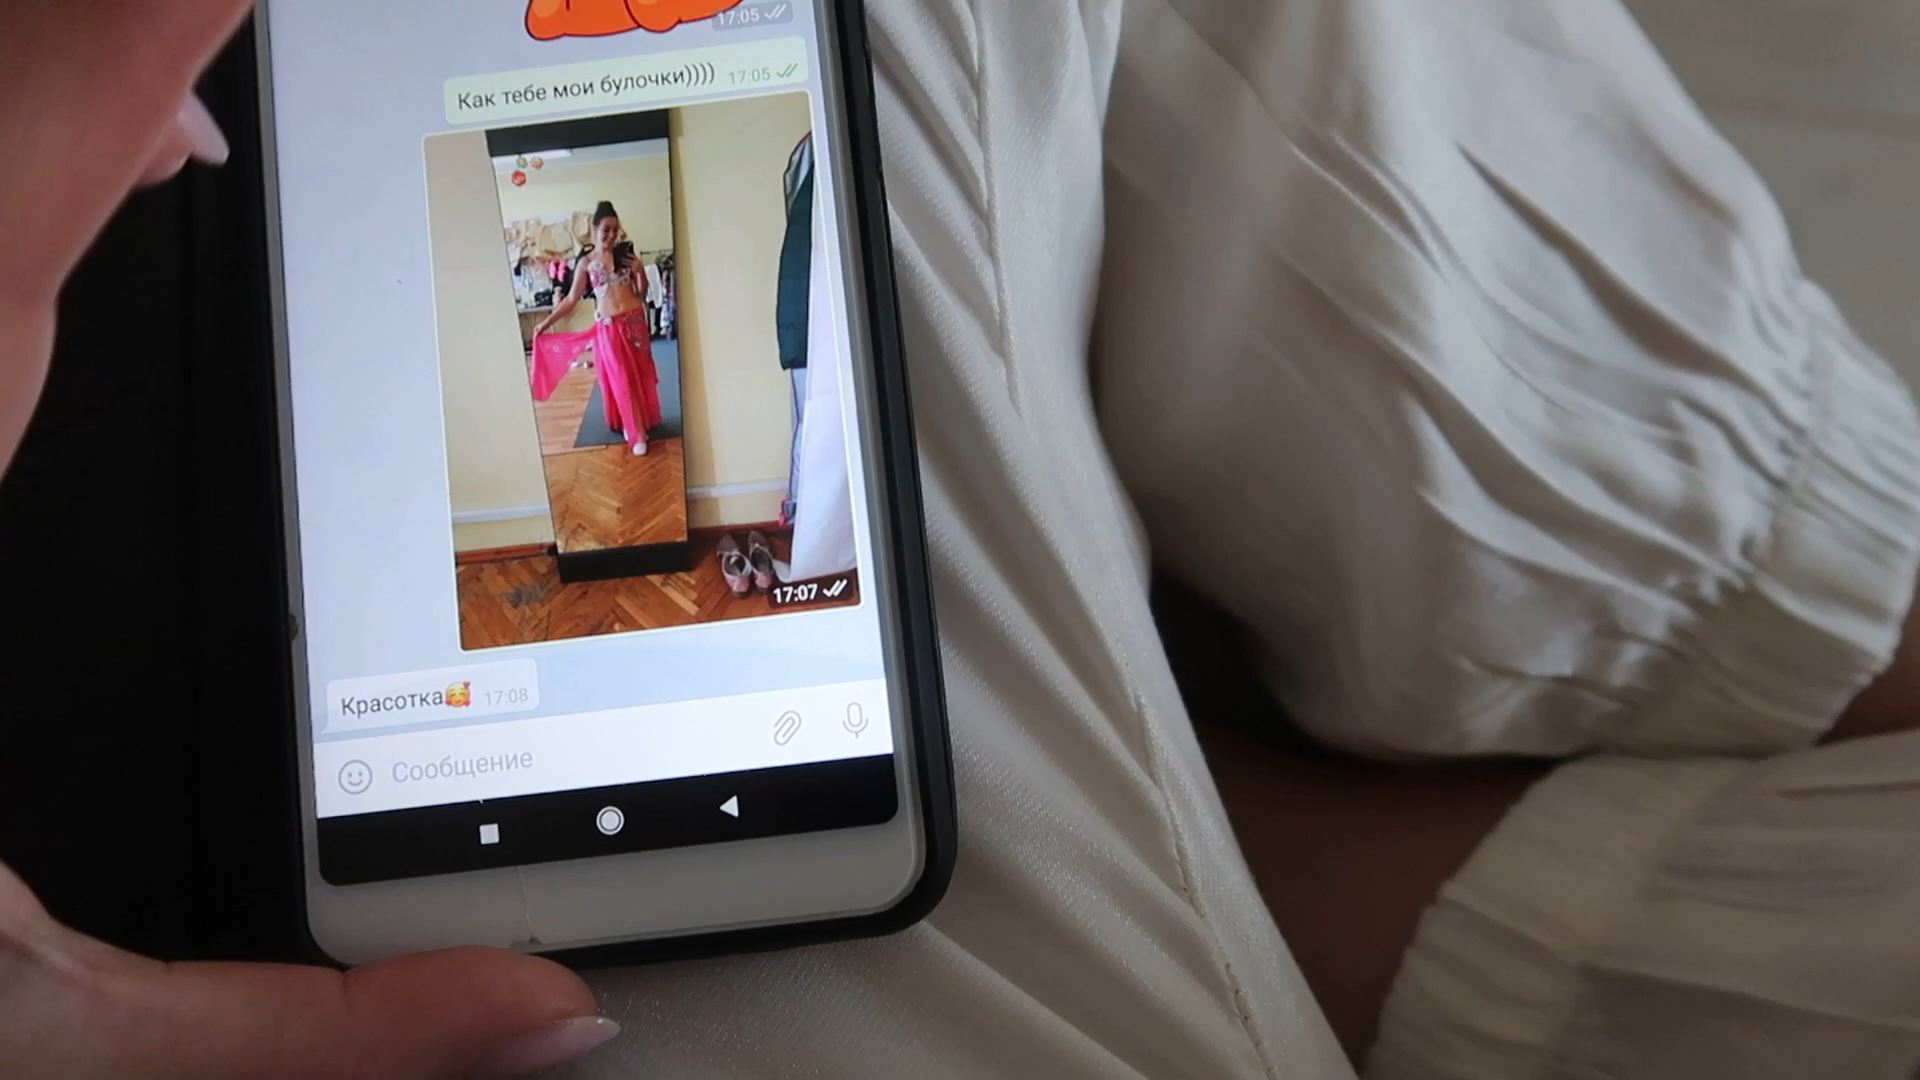 17:05
Как тебе мои булочки)))) 17:05
17:07
Красотка🥰 17:08
Сообщение